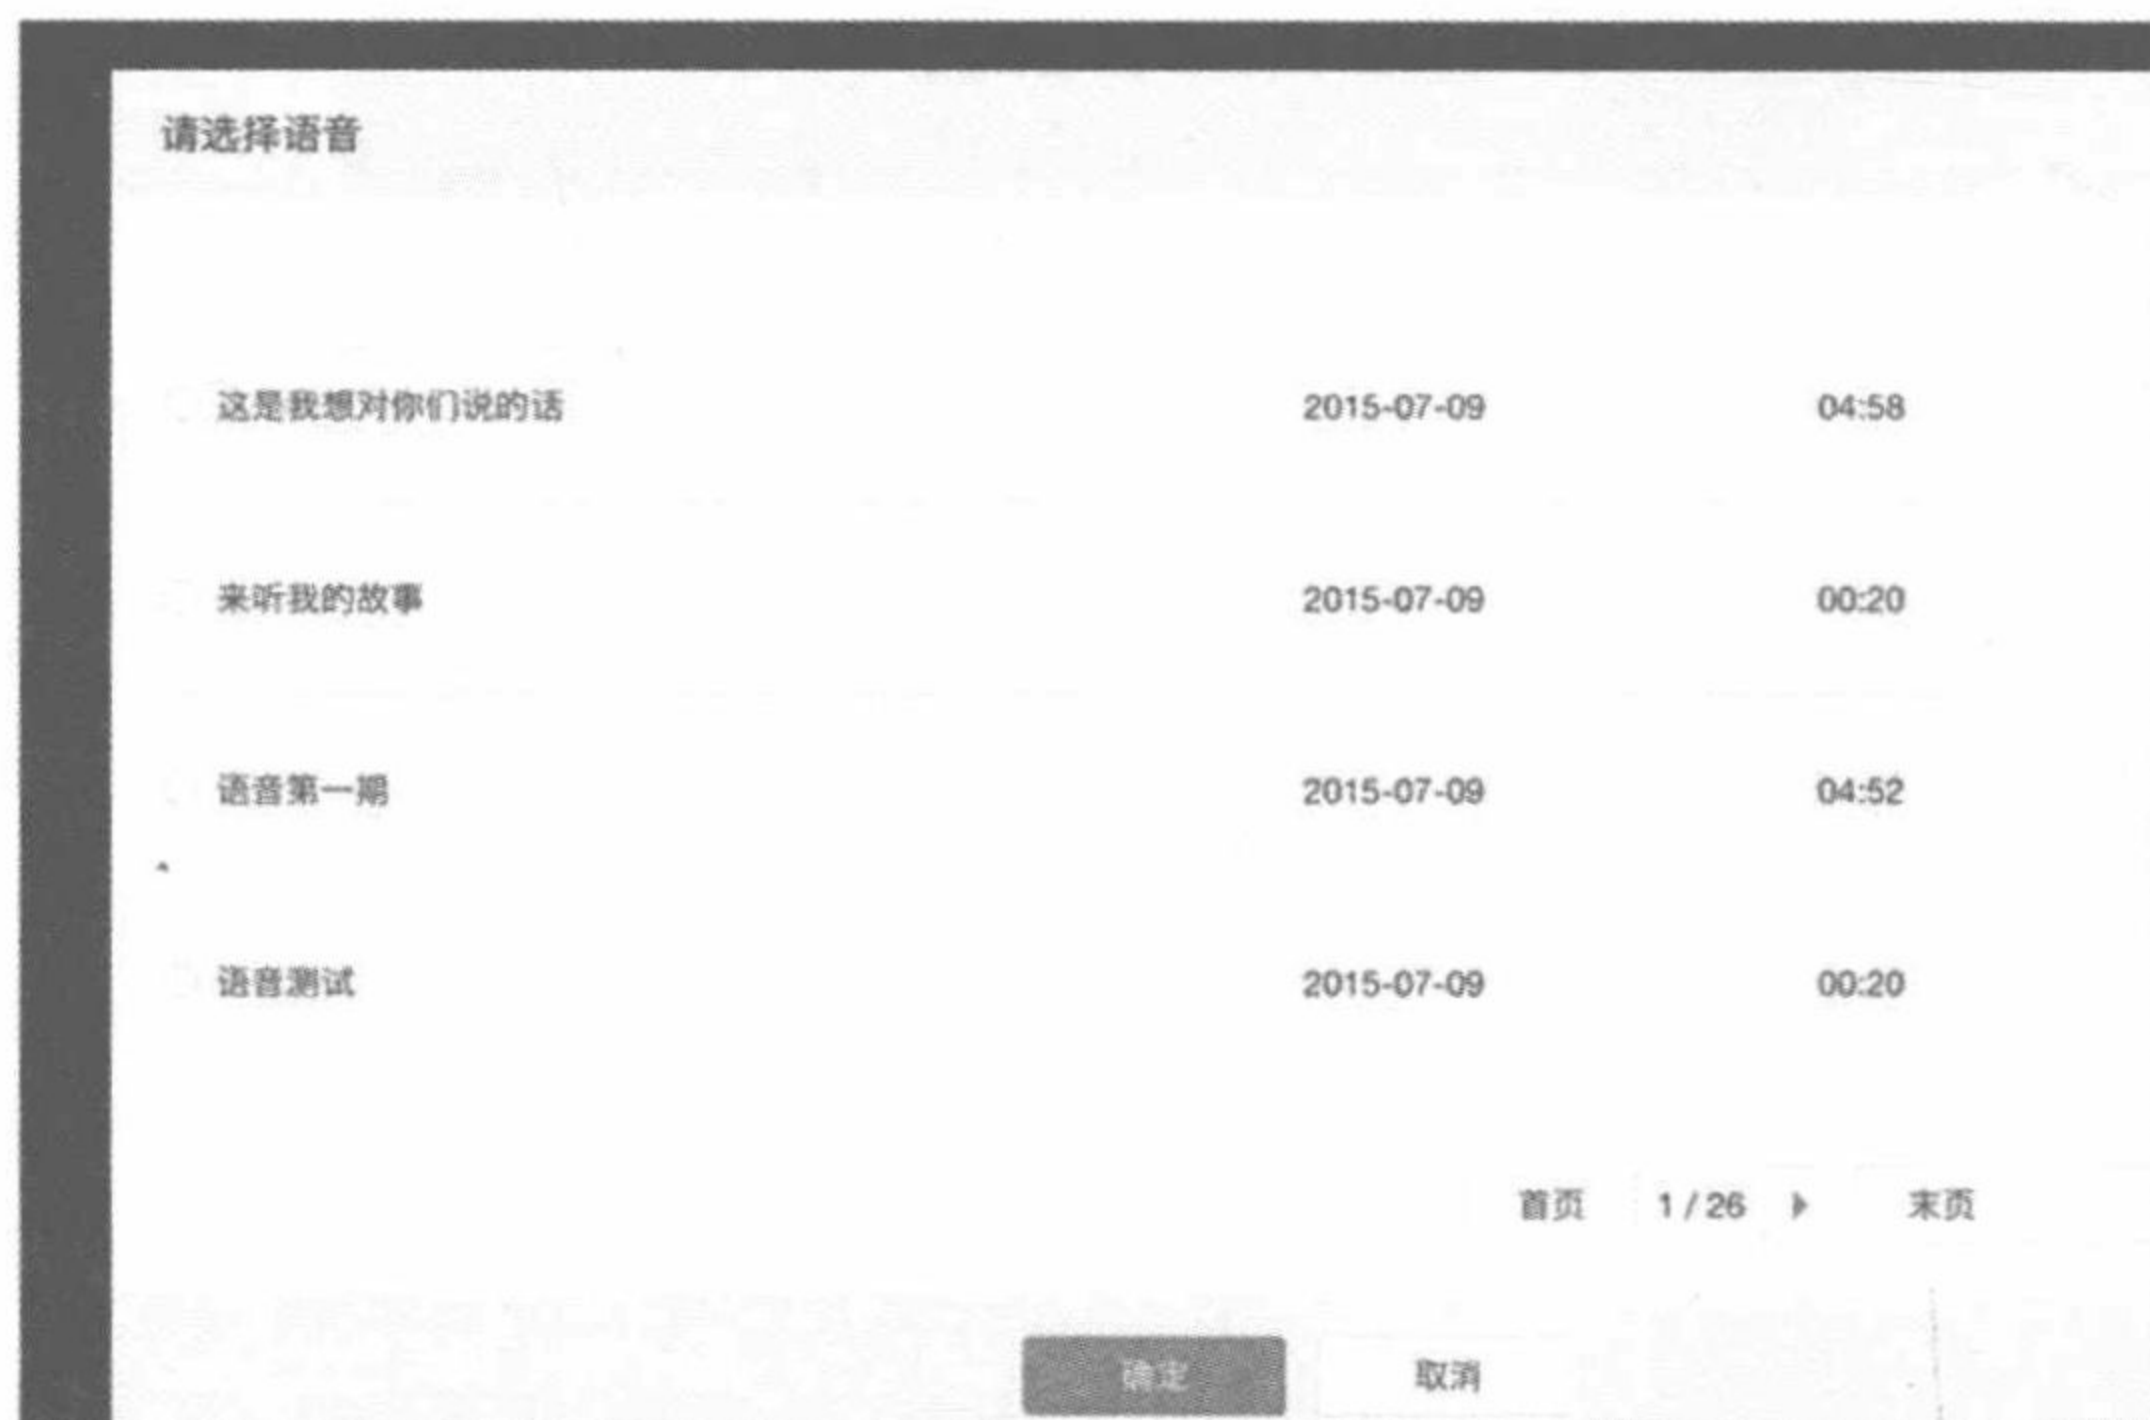 请选择语音
这是我想对你们说的话 2015-07-09 04:58
来听我的故事 2015-07-09 00:20
语音第一期 2015-07-09 04:52
语音测试 2015-07-09 00:20
首页 1 / 26 末页
确定 取消